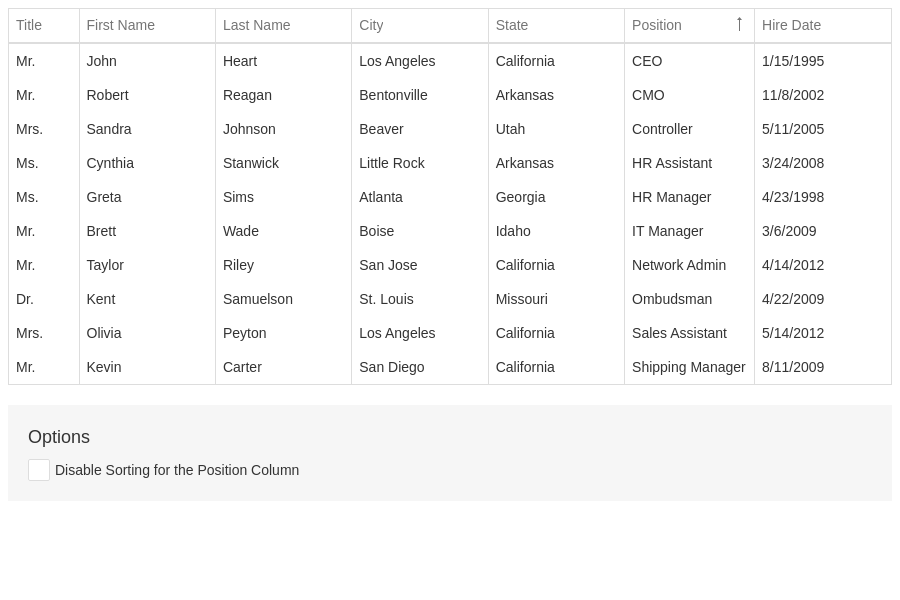 Title First Name Last Name City State Position Hire Date
Mr. John Heart Los Angeles California CEO 1/15/1995
Mr. Robert Reagan Bentonville Arkansas CMO 11/8/2002
Mrs. Sandra Johnson Beaver Utah Controller 5/11/2005
Ms. Cynthia Stanwick Little Rock Arkansas HR Assistant 3/24/2008
Ms. Greta Sims Atlanta Georgia HR Manager 4/23/1998
Mr. Brett Wade Boise Idaho IT Manager 3/6/2009
Mr. Taylor Riley San Jose California Network Admin 4/14/2012
Dr. Kent Samuelson St. Louis Missouri Ombudsman 4/22/2009
Mrs. Olivia Peyton Los Angeles California Sales Assistant 5/14/2012
Mr. Kevin Carter San Diego California Shipping Manager 8/11/2009
Options
Disable Sorting for the Position Column